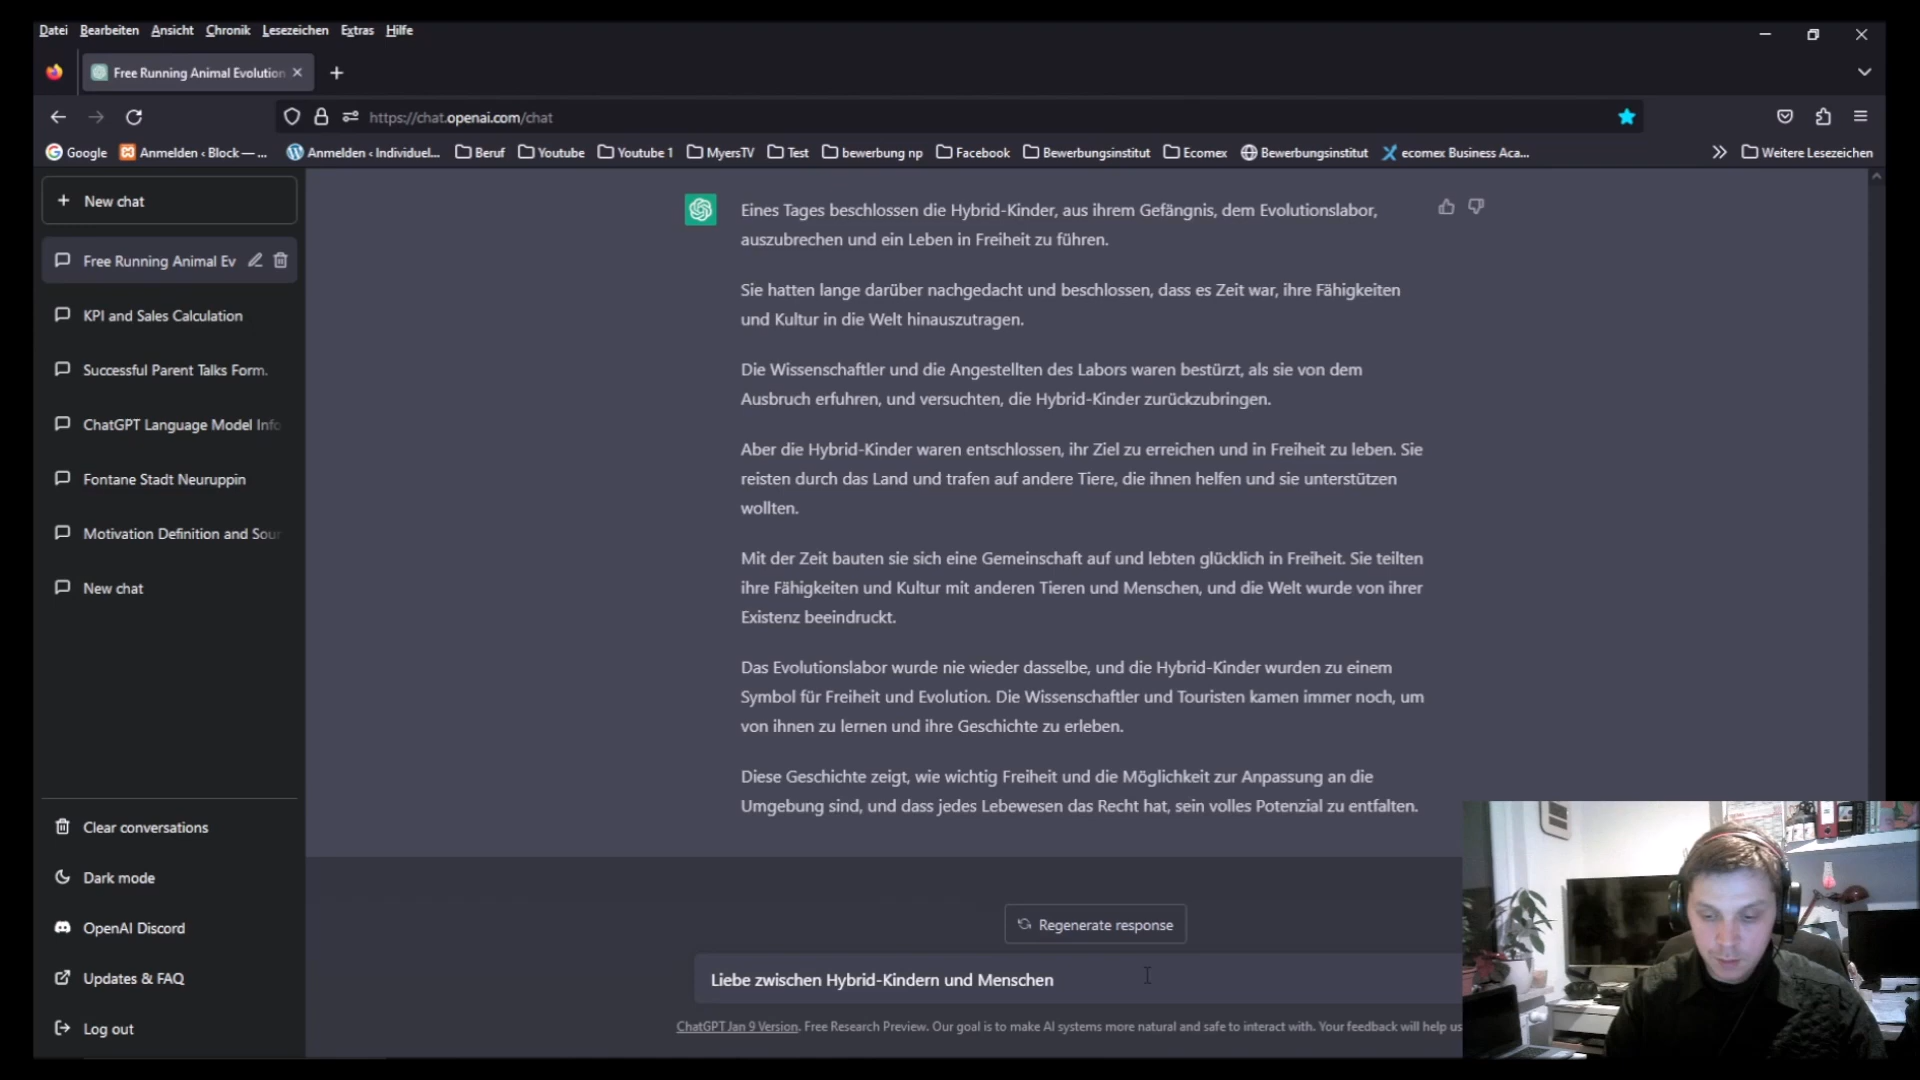 Datei Bearbeiten Ansicht Chronik Lesezeichen Extras Hilfe
Free Running Animal Evolution
https://chat.openai.com/chat
Google Anmelden ‹ Block — ... Anmelden ‹ Individuel... Beruf Youtube Youtube 1 MyersTV Test bewerbung np Facebook Bewerbungsinstitut Ecomex Bewerbungsinstitut ecomex Business Aca... Weitere Lesezeichen
New chat
Free Running Animal Ev
KPI and Sales Calculation
Successful Parent Talks Form.
ChatGPT Language Model Info
Fontane Stadt Neuruppin
Motivation Definition and Sour
New chat
Clear conversations
Dark mode
OpenAI Discord
Updates & FAQ
Log out
Eines Tages beschlossen die Hybrid-Kinder, aus ihrem Gefängnis, dem Evolutionslabor,
auszubrechen und ein Leben in Freiheit zu führen.
Sie hatten lange darüber nachgedacht und beschlossen, dass es Zeit war, ihre Fähigkeiten
und Kultur in die Welt hinauszutragen.
Die Wissenschaftler und die Angestellten des Labors waren bestürzt, als sie von dem
Ausbruch erfuhren, und versuchten, die Hybrid-Kinder zurückzubringen.
Aber die Hybrid-Kinder waren entschlossen, ihr Ziel zu erreichen und in Freiheit zu leben. Sie
reisten durch das Land und trafen auf andere Tiere, die ihnen helfen und sie unterstützen
wollten.
Mit der Zeit bauten sie sich eine Gemeinschaft auf und lebten glücklich in Freiheit. Sie teilten
ihre Fähigkeiten und Kultur mit anderen Tieren und Menschen, und die Welt wurde von ihrer
Existenz beeindruckt.
Das Evolutionslabor wurde nie wieder dasselbe, und die Hybrid-Kinder wurden zu einem
Symbol für Freiheit und Evolution. Die Wissenschaftler und Touristen kamen immer noch, um
von ihnen zu lernen und ihre Geschichte zu erleben.
Diese Geschichte zeigt, wie wichtig Freiheit und die Möglichkeit zur Anpassung an die
Umgebung sind, und dass jedes Lebewesen das Recht hat, sein volles Potenzial zu entfalten.
Regenerate response
Liebe zwischen Hybrid-Kindern und Menschen
ChatGPT Jan 9 Version. Free Research Preview. Our goal is to make AI systems more natural and safe to interact with. Your feedback will help us